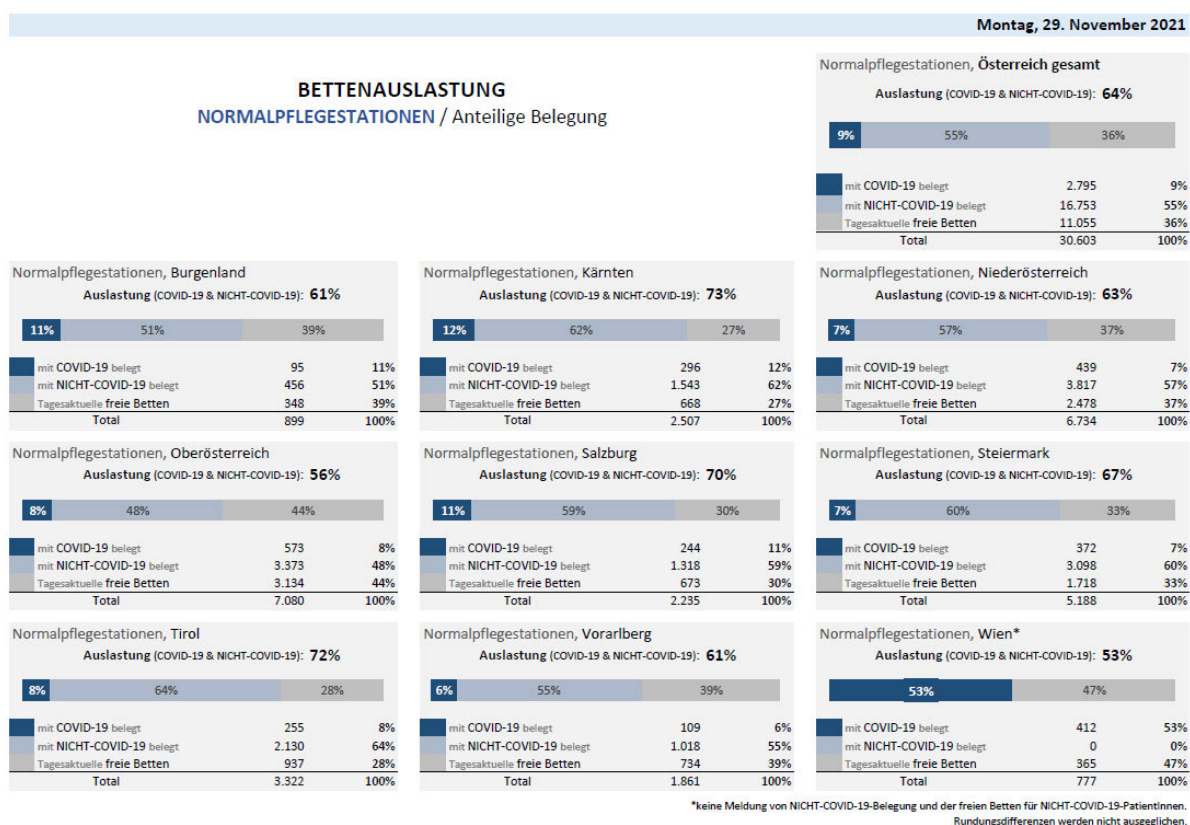 Montag, 29. November 2021
BETTENAUSLASTUNG
NORMALPFLEGESTATIONEN / Anteilige Belegung
Normalpflegestationen, Österreich gesamt
Auslastung (COVID-19 & NICHT-COVID-19): 64%
9% 55% 36%
mit COVID-19 belegt 2.795 9%
mit NICHT-COVID-19 belegt 16.753 55%
Tagesaktuelle freie Betten 11.055 36%
Total 30.603 100%
Normalpflegestationen, Burgenland
Auslastung (COVID-19 & NICHT-COVID-19): 61%
11% 51% 39%
mit COVID-19 belegt 95 11%
mit NICHT-COVID-19 belegt 456 51%
Tagesaktuelle freie Betten 348 39%
Total 899 100%
Normalpflegestationen, Kärnten
Auslastung (COVID-19 & NICHT-COVID-19): 73%
12% 62% 27%
mit COVID-19 belegt 296 12%
mit NICHT-COVID-19 belegt 1.543 62%
Tagesaktuelle freie Betten 668 27%
Total 2.507 100%
Normalpflegestationen, Niederösterreich
Auslastung (COVID-19 & NICHT-COVID-19): 63%
7% 57% 37%
mit COVID-19 belegt 439 7%
mit NICHT-COVID-19 belegt 3.817 57%
Tagesaktuelle freie Betten 2.478 37%
Total 6.734 100%
Normalpflegestationen, Oberösterreich
Auslastung (COVID-19 & NICHT-COVID-19): 56%
8% 48% 44%
mit COVID-19 belegt 573 8%
mit NICHT-COVID-19 belegt 3.373 48%
Tagesaktuelle freie Betten 3.134 44%
Total 7.080 100%
Normalpflegestationen, Salzburg
Auslastung (COVID-19 & NICHT-COVID-19): 70%
11% 59% 30%
mit COVID-19 belegt 244 11%
mit NICHT-COVID-19 belegt 1.318 59%
Tagesaktuelle freie Betten 673 30%
Total 2.235 100%
Normalpflegestationen, Steiermark
Auslastung (COVID-19 & NICHT-COVID-19): 67%
7% 60% 33%
mit COVID-19 belegt 372 7%
mit NICHT-COVID-19 belegt 3.098 60%
Tagesaktuelle freie Betten 1.718 33%
Total 5.188 100%
Normalpflegestationen, Tirol
Auslastung (COVID-19 & NICHT-COVID-19): 72%
8% 64% 28%
mit COVID-19 belegt 255 8%
mit NICHT-COVID-19 belegt 2.130 64%
Tagesaktuelle freie Betten 937 28%
Total 3.322 100%
Normalpflegestationen, Vorarlberg
Auslastung (COVID-19 & NICHT-COVID-19): 61%
6% 55% 39%
mit COVID-19 belegt 109 6%
mit NICHT-COVID-19 belegt 1.018 55%
Tagesaktuelle freie Betten 734 39%
Total 1.861 100%
Normalpflegestationen, Wien*
Auslastung (COVID-19 & NICHT-COVID-19): 53%
53% 47%
mit COVID-19 belegt 412 53%
mit NICHT-COVID-19 belegt 0 0%
Tagesaktuelle freie Betten 365 47%
Total 777 100%
*keine Meldung von NICHT-COVID-19-Belegung und der freien Betten für NICHT-COVID-19-PatientInnen.
Rundungsdifferenzen werden nicht ausgeglichen.